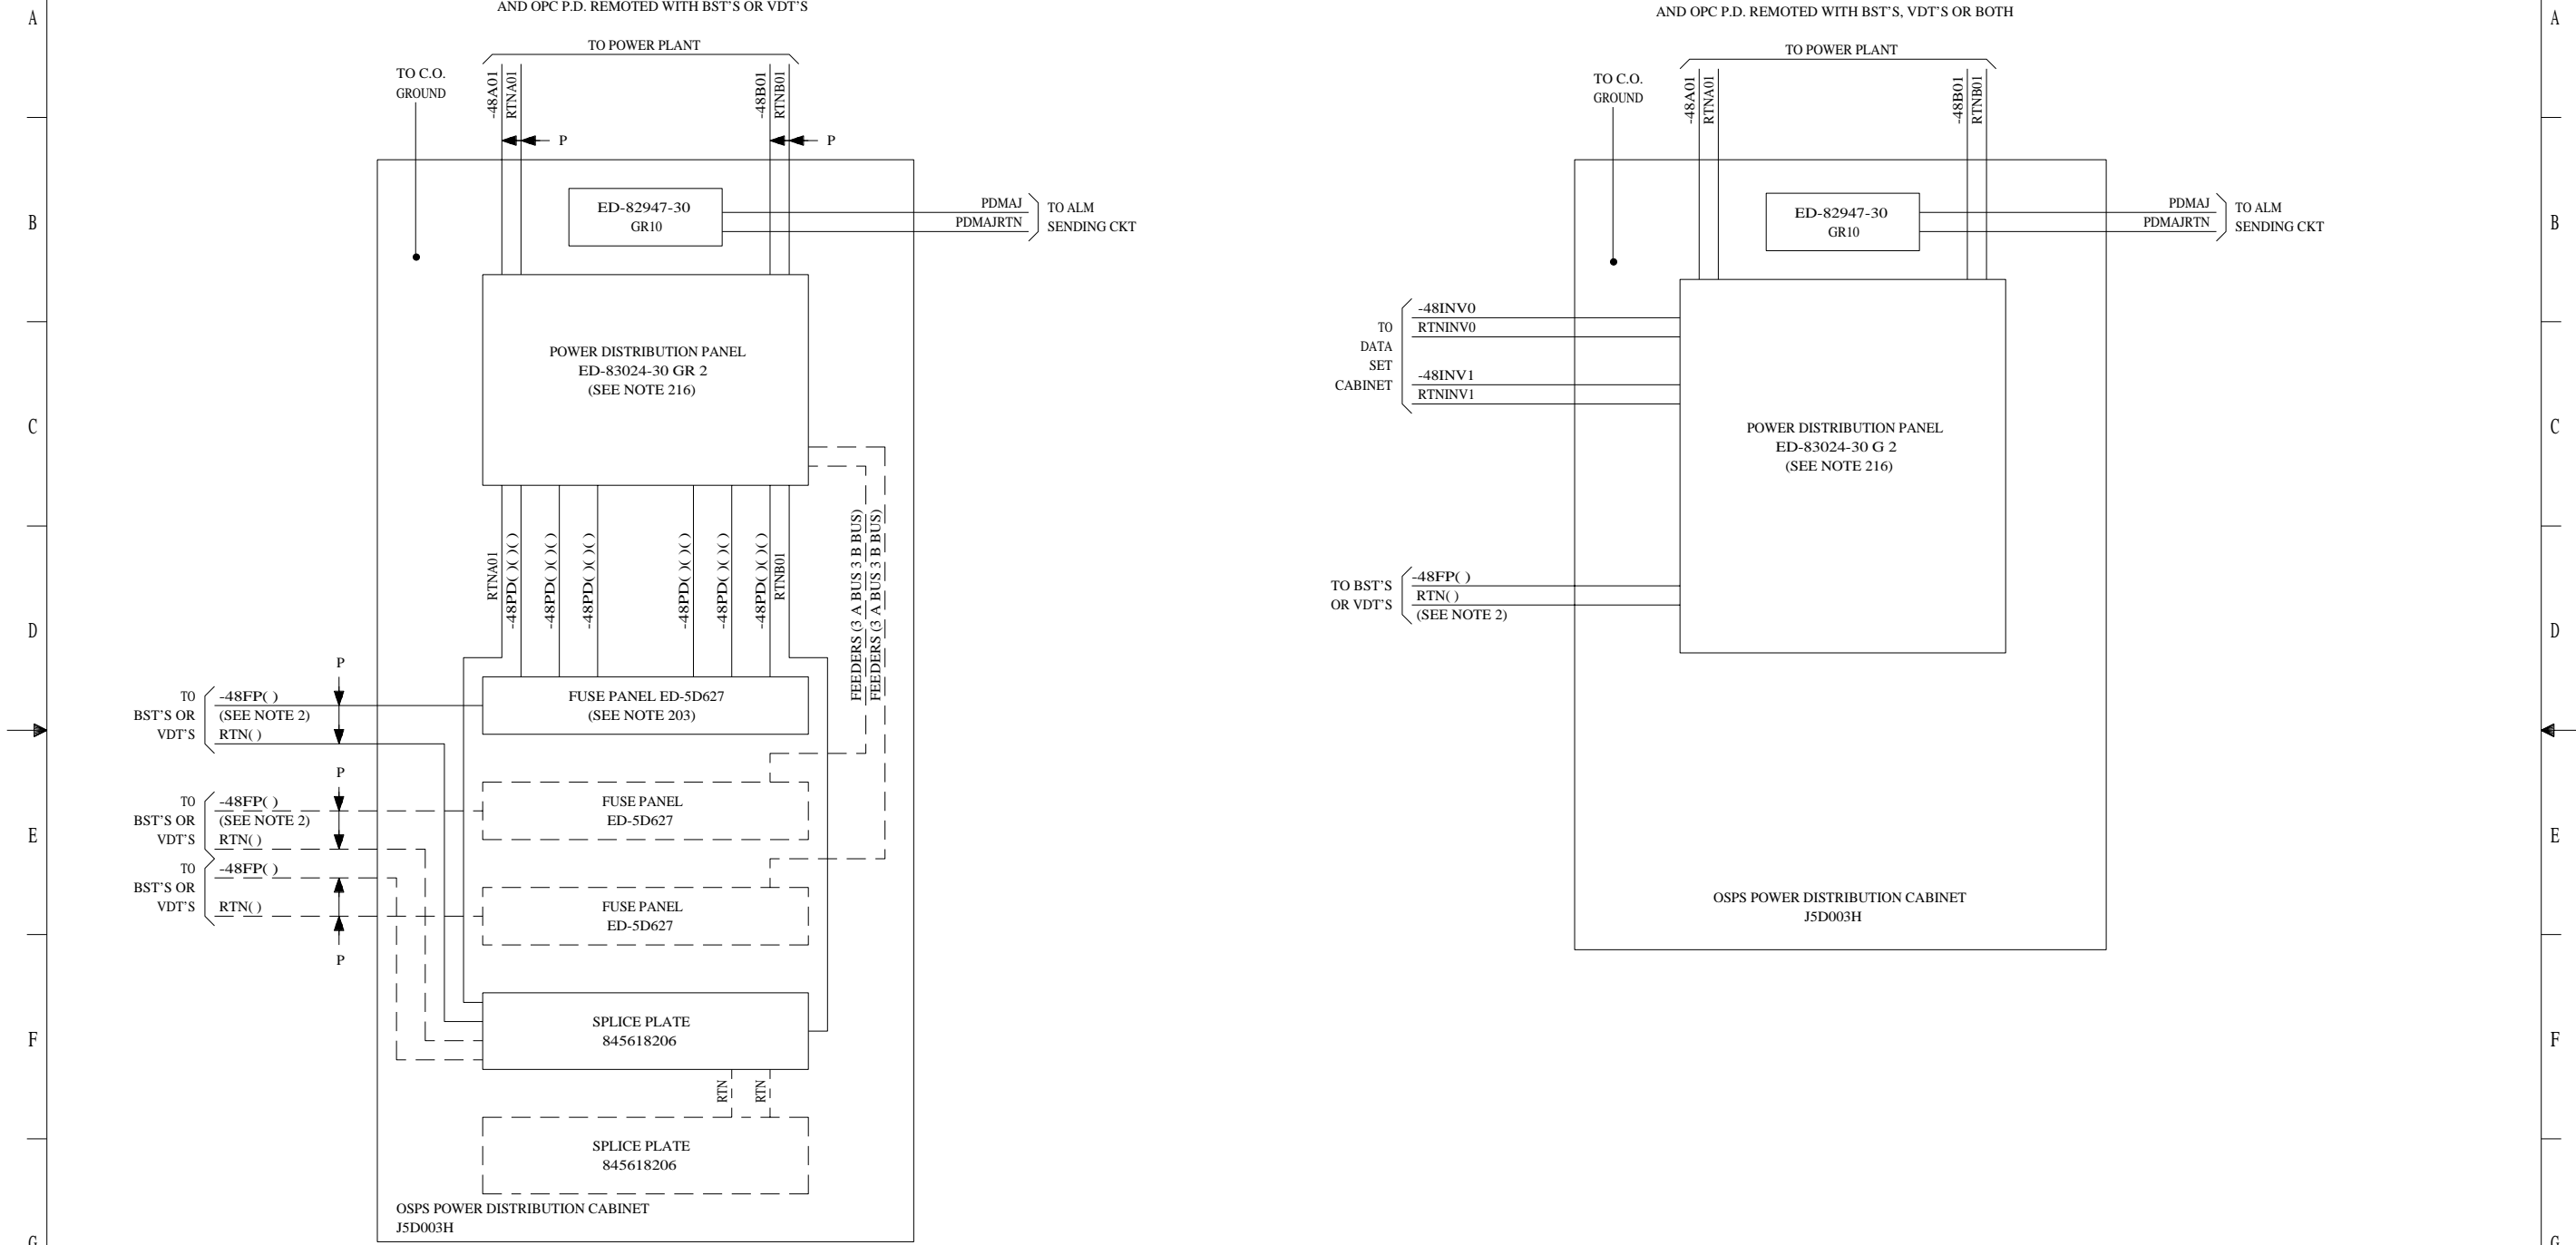 A
AND OPC P.D. REMOTED WITH BST'S OR VDT'S
TO POWER PLANT
TO C.O.
GROUND
-48A01
RTNA01
-48B01
RTNB01
P
P
B
ED-82947-30
GR10
PDMAJ
PDMAJRTN
TO ALM
SENDING CKT
POWER DISTRIBUTION PANEL
ED-83024-30 GR 2
(SEE NOTE 216)
C
RTNA01
-48PD( )( )( )
-48PD( )( )( )
-48PD( )( )( )
-48PD( )( )( )
-48PD( )( )( )
-48PD( )( )( )
RTNB01
FEEDERS (3 A BUS 3 B BUS)
FEEDERS (3 A BUS 3 B BUS)
D
P
TO
BST'S OR
VDT'S
-48FP( )
(SEE NOTE 2)
RTN( )
FUSE PANEL ED-5D627
(SEE NOTE 203)
P
TO
BST'S OR
VDT'S
-48FP( )
(SEE NOTE 2)
RTN( )
FUSE PANEL
ED-5D627
E
TO
BST'S OR
VDT'S
-48FP( )
RTN( )
FUSE PANEL
ED-5D627
P
SPLICE PLATE
845618206
F
RTN
RTN
SPLICE PLATE
845618206
OSPS POWER DISTRIBUTION CABINET
J5D003H
G
AND OPC P.D. REMOTED WITH BST'S, VDT'S OR BOTH
A
TO POWER PLANT
TO C.O.
GROUND
-48A01
RTNA01
-48B01
RTNB01
ED-82947-30
GR10
PDMAJ
PDMAJRTN
TO ALM
SENDING CKT
B
TO
DATA
SET
CABINET
-48INV0
RTNINV0
-48INV1
RTNINV1
POWER DISTRIBUTION PANEL
ED-83024-30 G 2
(SEE NOTE 216)
C
TO BST'S
OR VDT'S
-48FP( )
RTN( )
(SEE NOTE 2)
D
E
OSPS POWER DISTRIBUTION CABINET
J5D003H
F
G